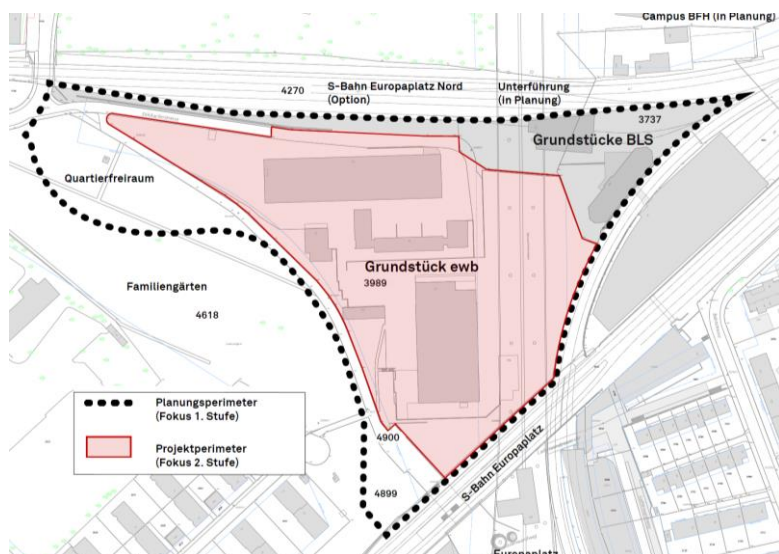 Campus BFH (in Planung)
4270
S-Bahn Europaplatz Nord
(Option)
Unterführung
(in Planung)
3737
Grundstücke BLS
Quartierfreiraum
Grundstück ewb
3989
Familiengärten
4618
Planungsperimeter
(Fokus 1. Stufe)
Projektperimeter
(Fokus 2. Stufe)
4900
4899
S-Bahn Europaplatz
Europaplatz